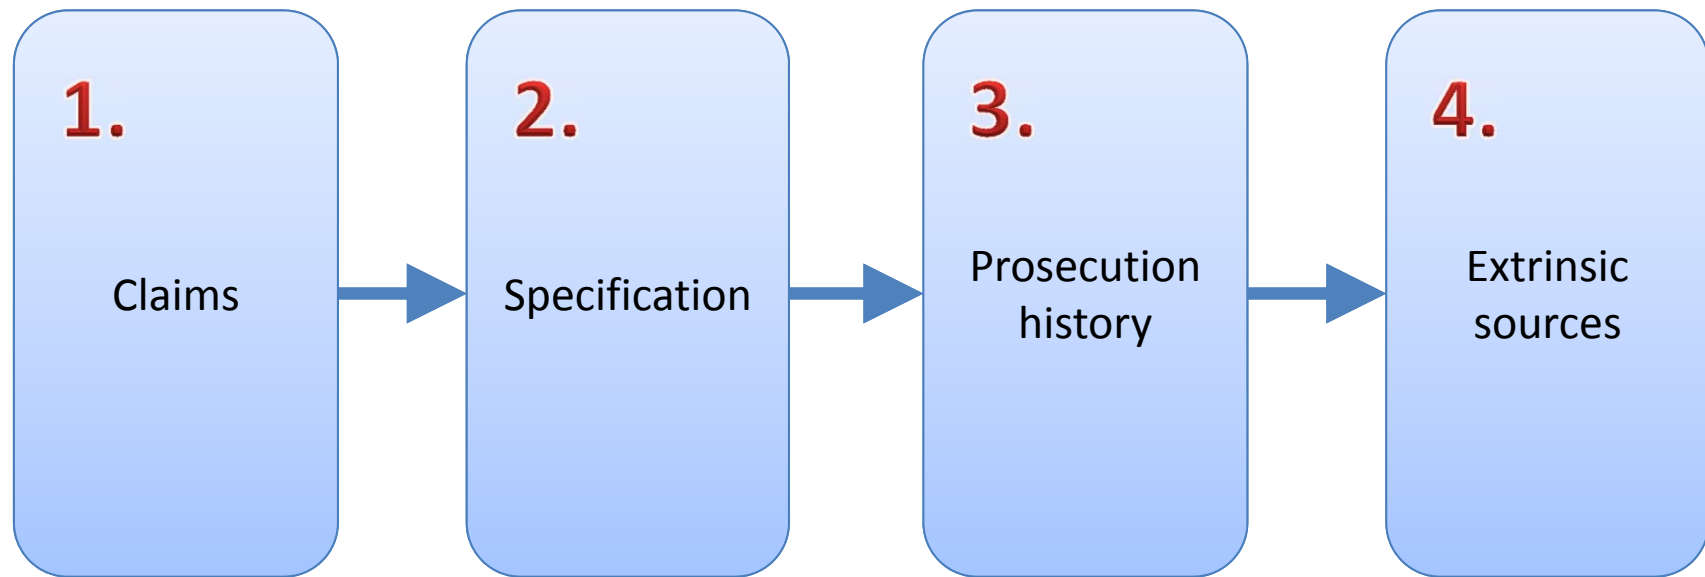 1.
Claims
2.
Specification
3.
Prosecution
history
4.
Extrinsic
sources